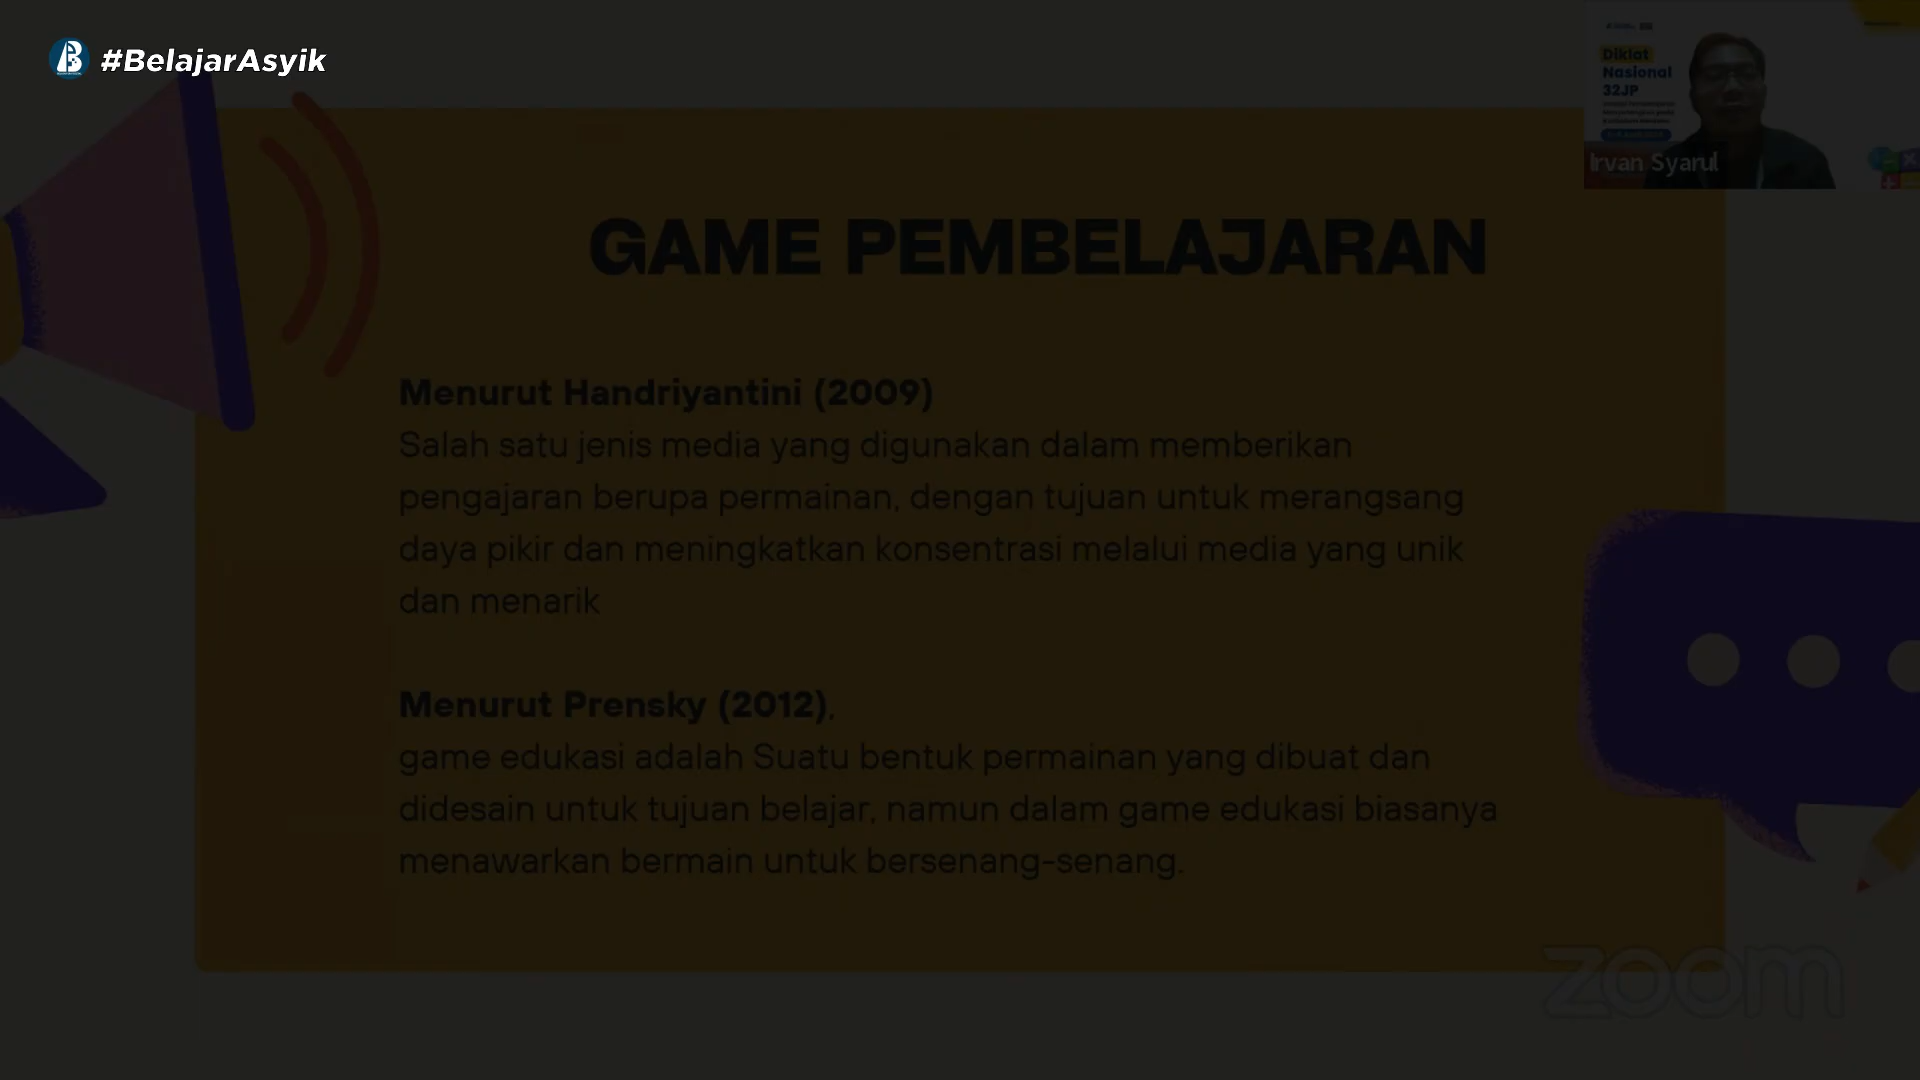 #BelajarAsyik
Diklat
Nasional
32JP
Irvan Syarul
GAME PEMBELAJARAN
Menurut Handriyantini (2009)
Salah satu jenis media yang digunakan dalam memberikan
pengajaran berupa permainan, dengan tujuan untuk merangsang
daya pikir dan meningkatkan konsentrasi melalui media yang unik
dan menarik
Menurut Prensky (2012).
game edukasi adalah Suatu bentuk permainan yang dibuat dan
didesain untuk tujuan belajar, namun dalam game edukasi biasanya
menawarkan bermain untuk bersenang-senang.
zoom